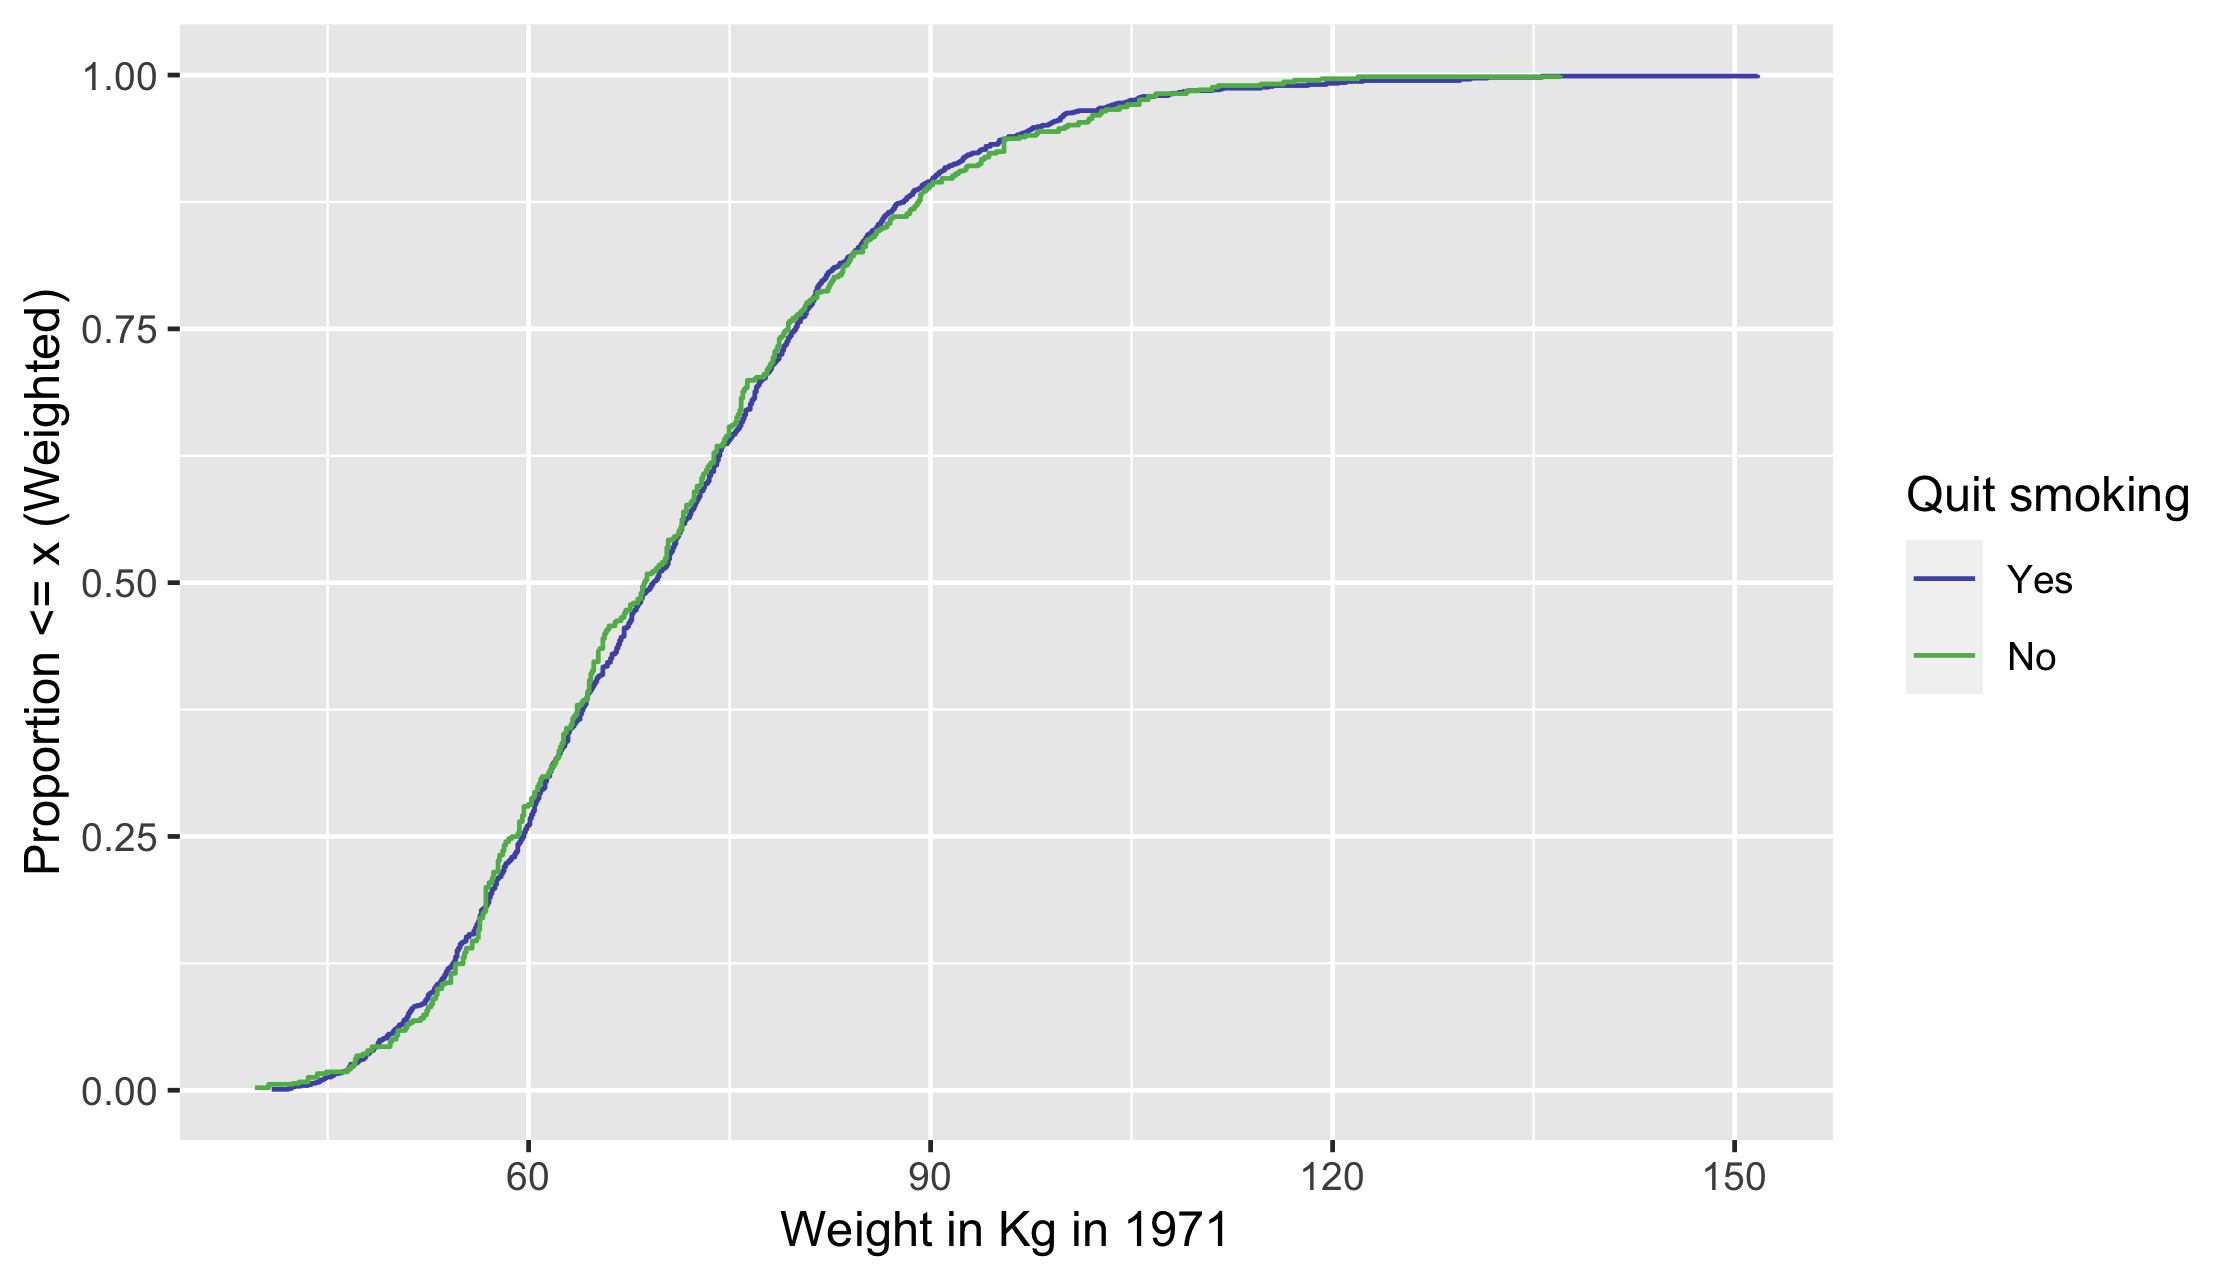 1.00
0.75
0.50
0.25
0.00
Proportion <= x (Weighted)
60
90
120
150
Weight in Kg in 1971
Quit smoking
Yes
No